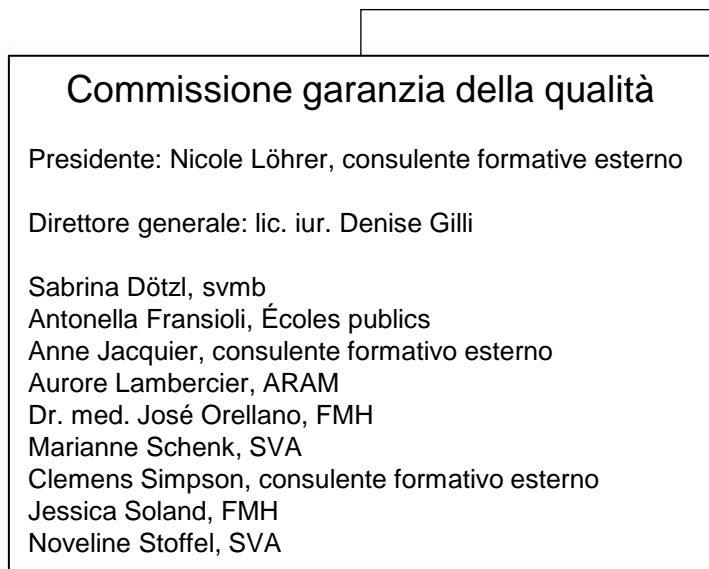 Commissione garanzia della qualità
Presidente: Nicole Löhrer, consulente formative esterno
Direttore generale: lic. iur. Denise Gilli
Sabrina Dötzl, svmb
Antonella Fransioli, Écoles publics
Anne Jacquier, consulente formativo esterno
Aurore Lambercier, ARAM
Dr. med. José Orellano, FMH
Marianne Schenk, SVA
Clemens Simpson, consulente formativo esterno
Jessica Soland, FMH
Noveline Stoffel, SVA